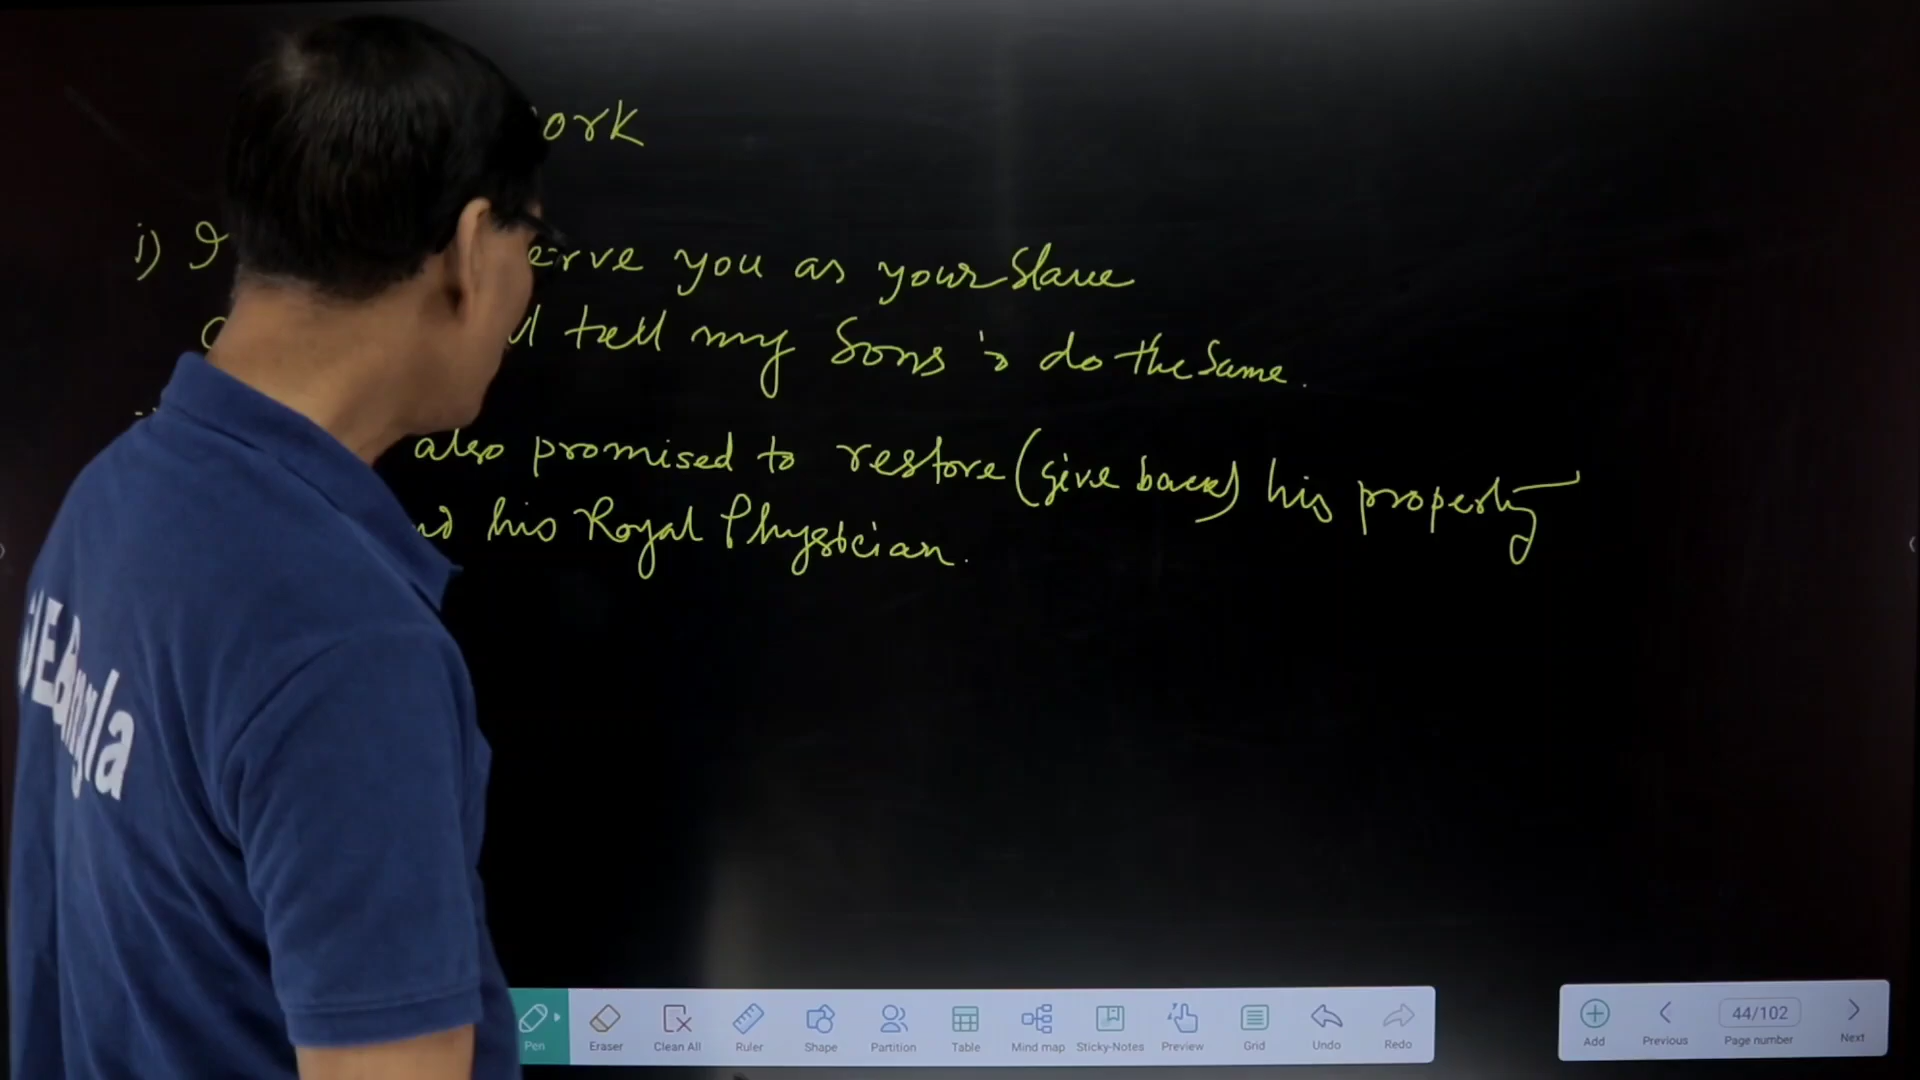 ork
i) I erve you as your Slave
tell my Sons to do the Same.
also promised to restore (give back) his property
his Royal Physician.
Pen
Eraser
Clean All
Ruler
Shape
Partition
Table
Mind map
Sticky-Notes
Preview
Grid
Undo
Redo
Add
Previous
44/102
Page number
Next